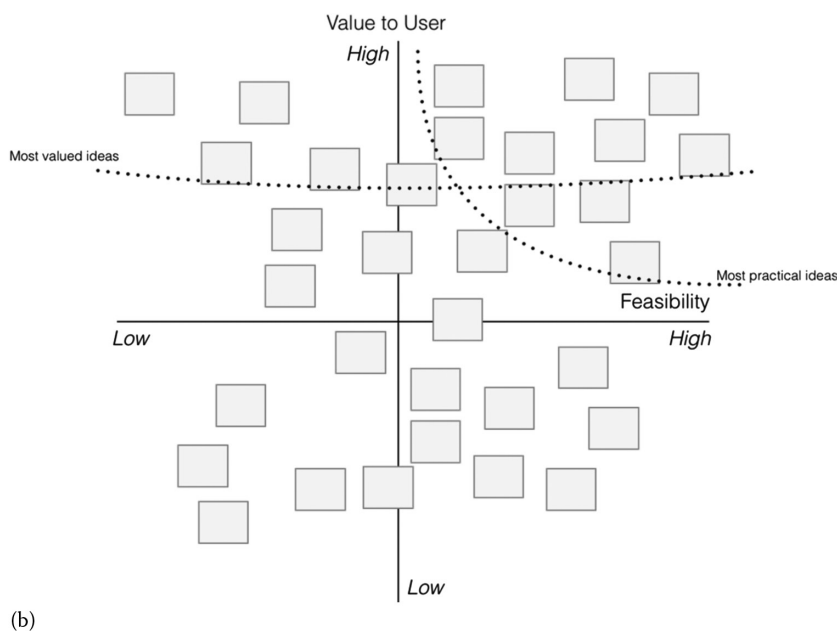 Value to User
High
Most valued ideas
Most practical ideas
Feasibility
Low
High
Low
(b)